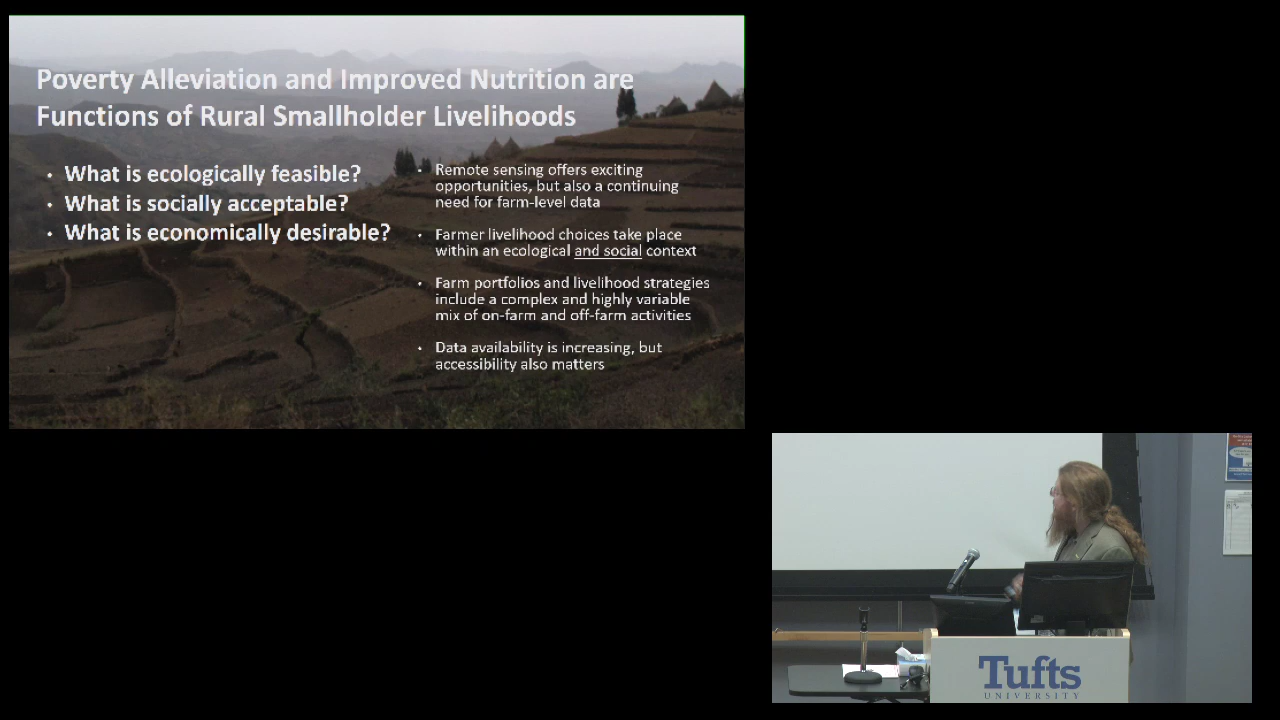 Poverty Alleviation and Improved Nutrition are
Functions of Rural Smallholder Livelihoods
• What is ecologically feasible?
• What is socially acceptable?
• What is economically desirable?
• Remote sensing offers exciting
opportunities, but also a continuing
need for farm-level data
• Farmer livelihood choices take place
within an ecological and social context
• Farm portfolios and livelihood strategies
include a complex and highly variable
mix of on-farm and off-farm activities
• Data availability is increasing, but
accessibility also matters
Tufts
UNIVERSITY